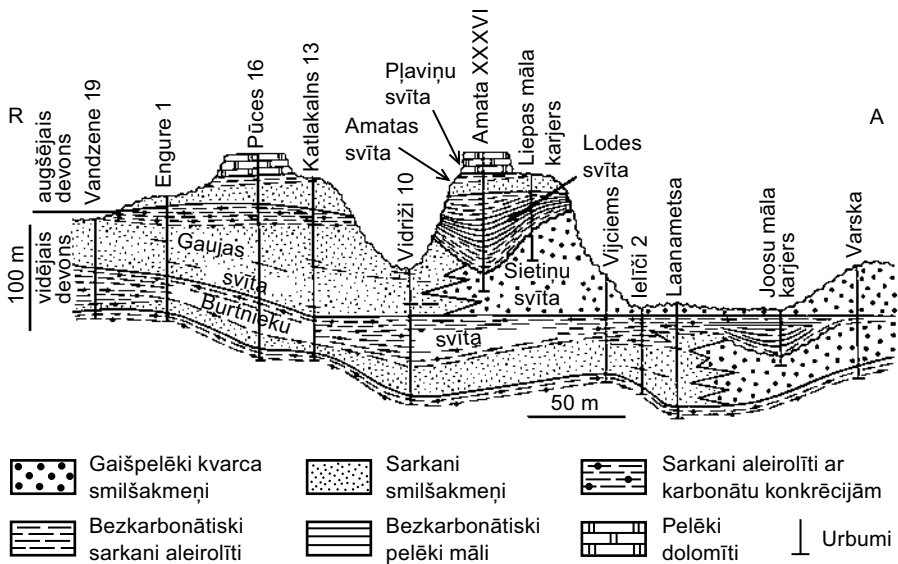 R
A
augšējais
devons
vidējais
devons
100 m
Vandzene 19
Engure 1
Pūces 16
Katlakalns 13
Vidriži 10
Amatas
svīta
Pļaviņu
svīta
Amata XXXVI
Liepas māla
karjers
Lodes
svīta
Vijciems
Ielīči 2
Laanametsa
Joosu māla
karjers
Varska
Gaujas
svīta
Burtnieku
svīta
Sietiņu
svīta
50 m
Gaišpelēki kvarca
smilšakmeņi
Sarkani
smilšakmeņi
Sarkani aleirolīti ar
karbonātu konkrēcijām
Bezkarbonātiski
sarkani aleirolīti
Bezkarbonātiski
pelēki māli
Pelēki
dolomīti
Urbumi